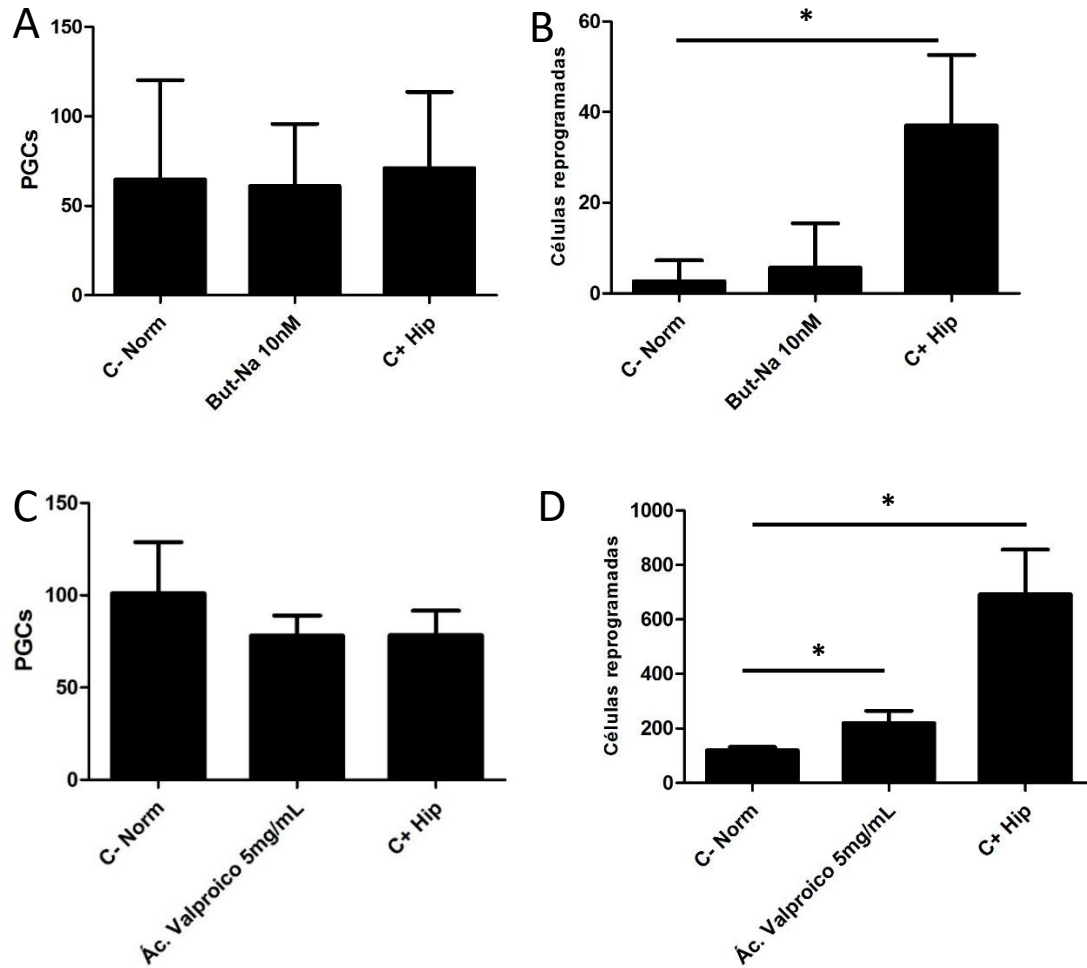 A
PGCs
150
100
50
0
C- Norm
But-Na 10nM
C+ Hip
B
Células reprogramadas
60
40
20
0
*
C- Norm
But-Na 10nM
C+ Hip
C
PGCs
150
100
50
0
C- Norm
Ác. Valproico 5mg/mL
C+ Hip
D
Células reprogramadas
1000
800
600
400
200
0
*
*
C- Norm
Ác. Valproico 5mg/mL
C+ Hip